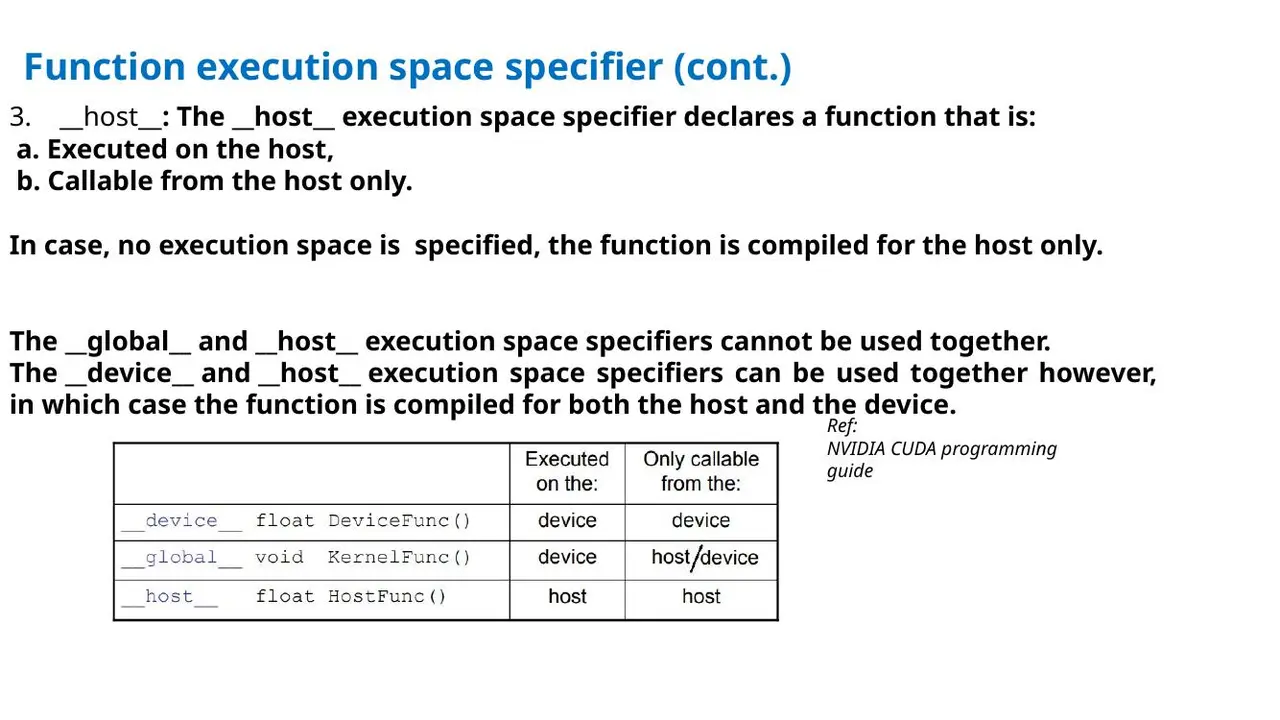 Function execution space specifier (cont.)
3. __host__: The __host__ execution space specifier declares a function that is:
a. Executed on the host,
b. Callable from the host only.
In case, no execution space is specified, the function is compiled for the host only.
The __global__ and __host__ execution space specifiers cannot be used together.
The __device__ and __host__ execution space specifiers can be used together however,
in which case the function is compiled for both the host and the device.
Ref:
NVIDIA CUDA programming
guide
Executed on the: Only callable from the:
__device__ float DeviceFunc() device device
__global__ void KernelFunc() device host/device
__host__ float HostFunc() host host